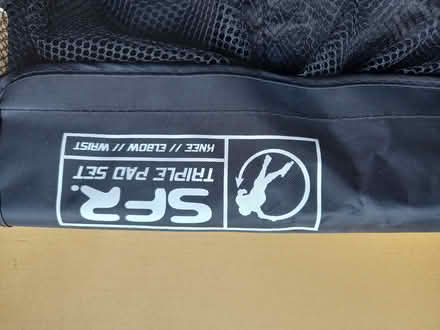 SFR.
TRIPLE PAD SET
KNEE // ELBOW // WRIST